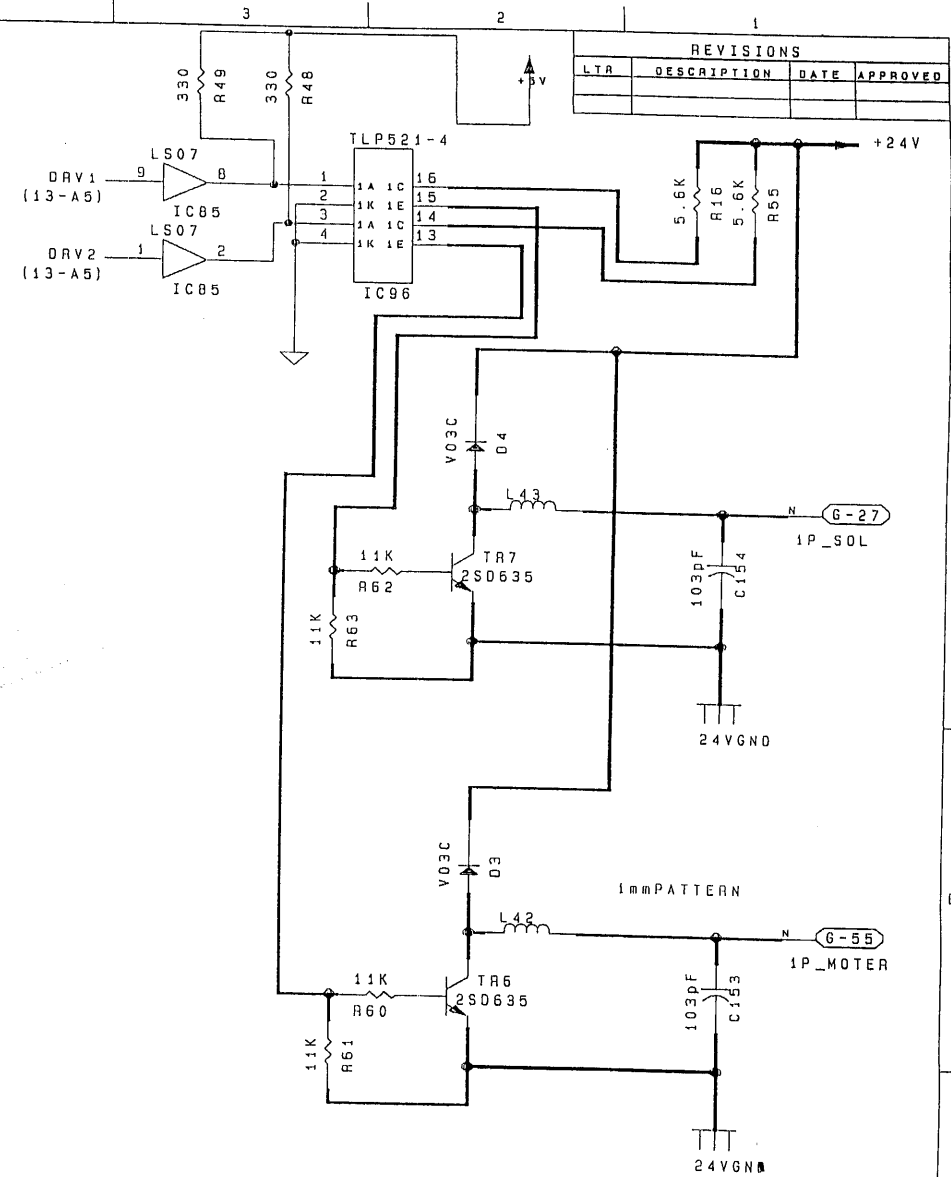 3
2
1
REVISIONS
LTR DESCRIPTION DATE APPROVED
330
R49
330
R48
+5V
TLP521-4
+24V
LS07
DRV1
(13-A5)
9
8
IC85
LS07
DRV2
(13-A5)
1
2
IC85
1 1A 1C 16
2 1K 1E 15
3 1A 1C 14
4 1K 1E 13
IC96
5.6K
R16
5.6K
R55
V03C
D4
L43
N
G-27
1P_SOL
11K
R62
TR7
2SD635
11K
R63
103pF
C154
24VGND
V03C
D3
1mmPATTERN
L42
N
G-55
1P_MOTER
11K
R60
TR6
2SD635
11K
R61
103pF
C153
24VGND